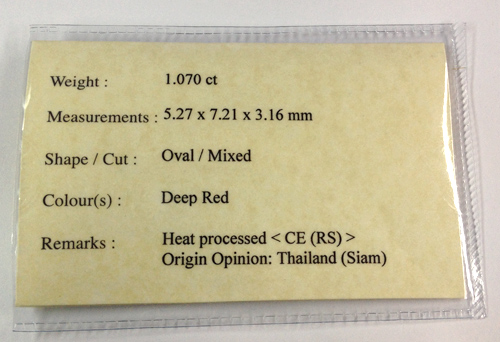 Weight : 1.070 ct
Measurements : 5.27 x 7.21 x 3.16 mm
Shape / Cut : Oval / Mixed
Colour(s) : Deep Red
Remarks : Heat processed < CE (RS) >
Origin Opinion: Thailand (Siam)